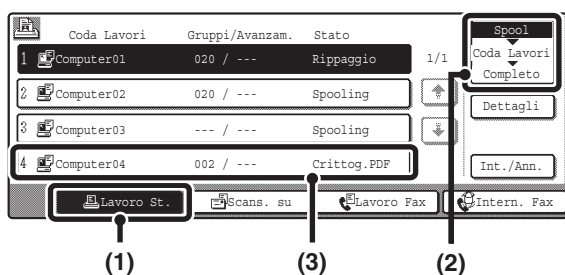 Coda Lavori Gruppi/Avanzam. Stato
1 Computer01 020 / --- Rippaggio
2 Computer02 020 / --- Spooling
3 Computer03 --- / --- Spooling
4 Computer04 002 / --- Crittog.PDF
1/1
Spool
Coda Lavori
Completo
Dettagli
Int./Ann.
Lavoro St. Scans. su Lavoro Fax Intern. Fax
(1) (3) (2)